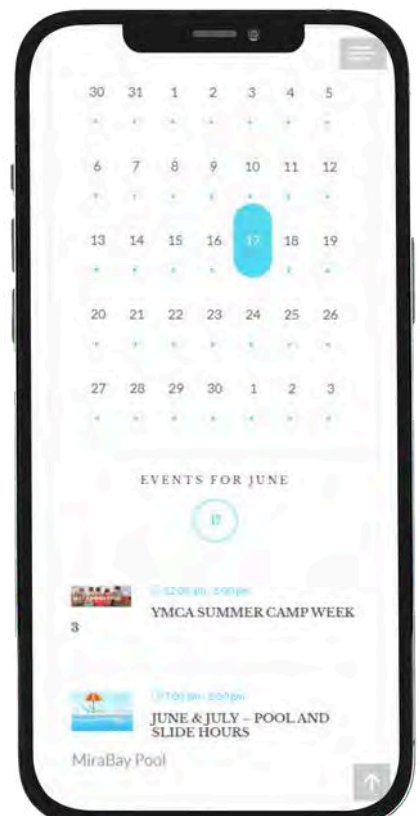 30 31 1 2 3 4 5
6 7 8 9 10 11 12
13 14 15 16 17 18 19
20 21 22 23 24 25 26
27 28 29 30 1 2 3
EVENTS FOR JUNE
17
YMCA SUMMER CAMP WEEK
3
JUNE & JULY – POOL AND
SLIDE HOURS
MiraBay Pool